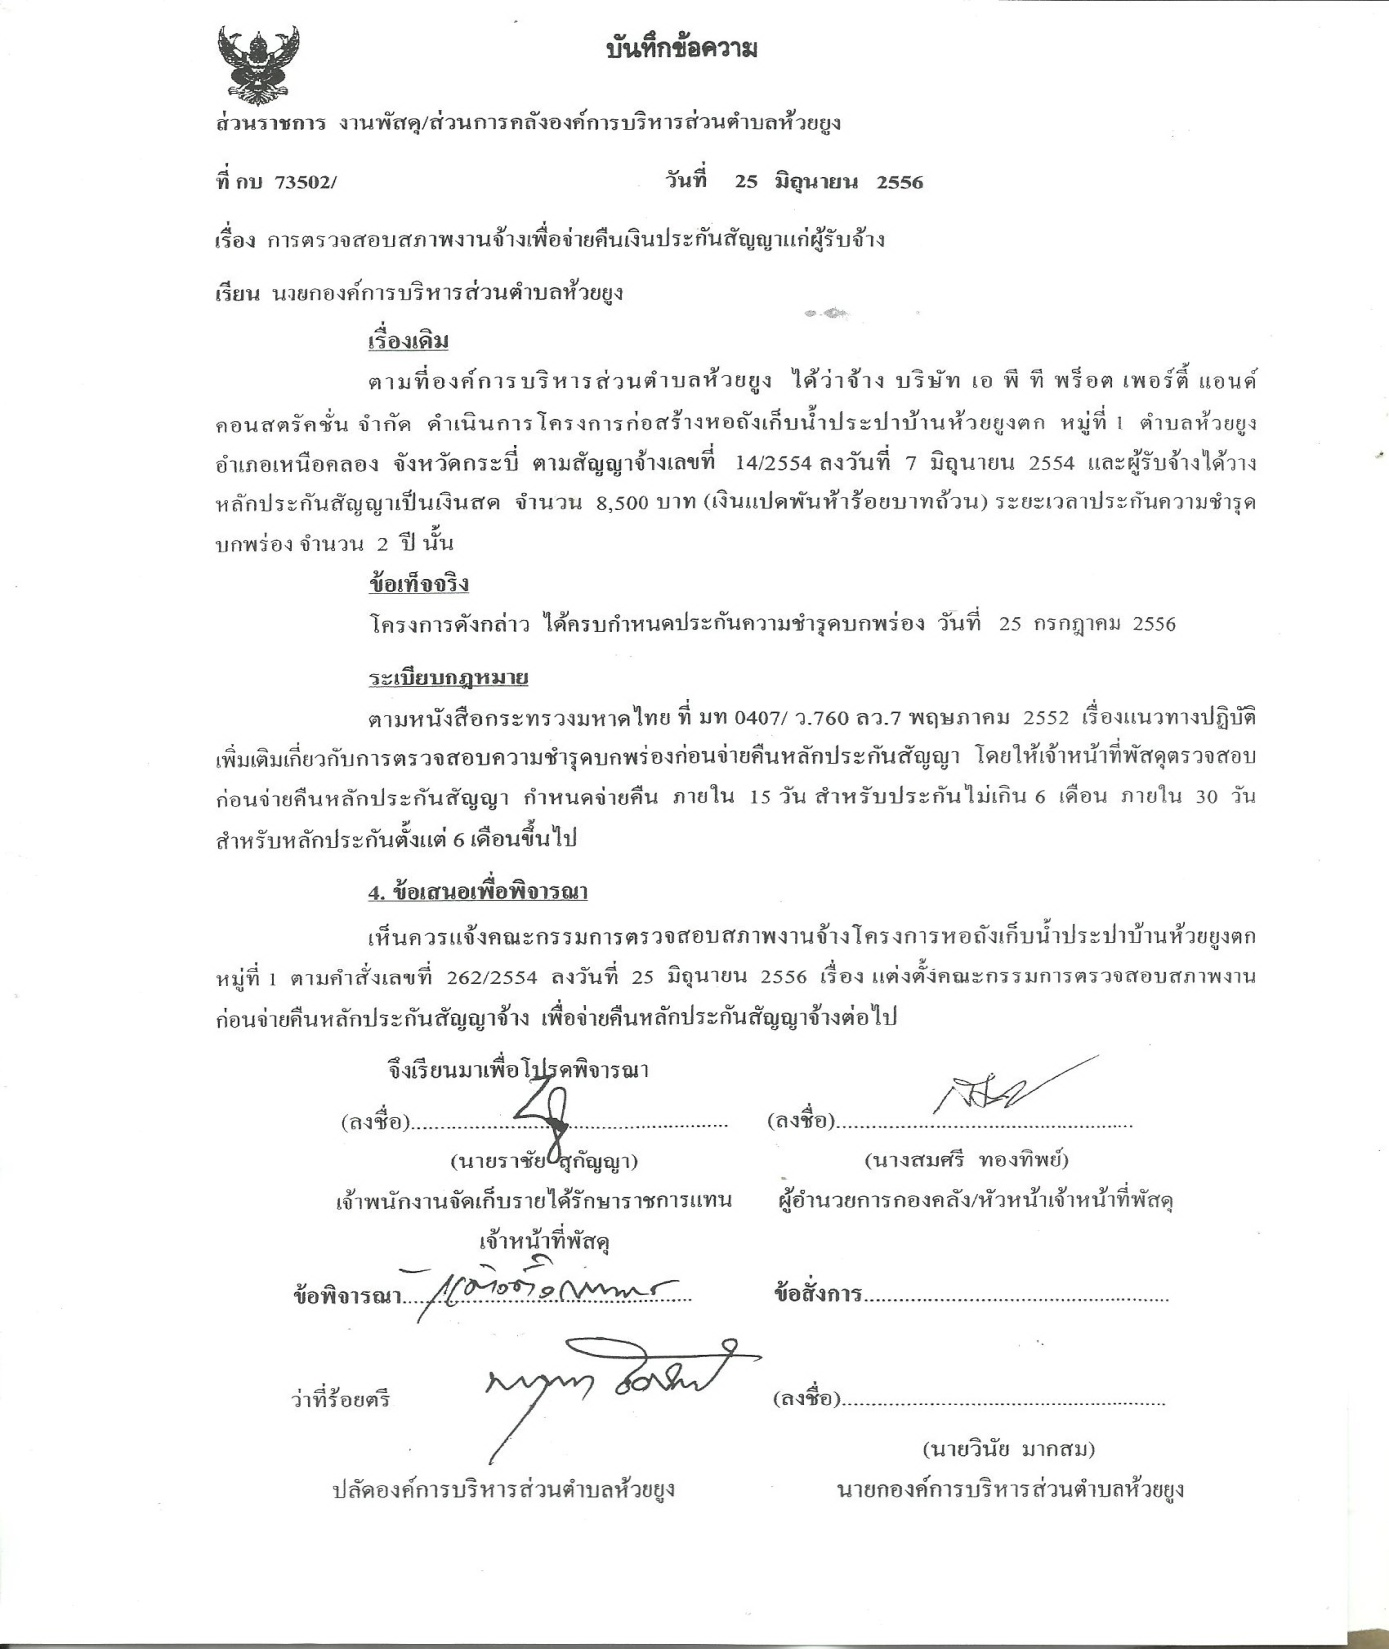 บันทึกข้อความ
ส่วนราชการ งานพัสดุ/ส่วนการคลังองค์การบริหารส่วนตำบลห้วยยูง
ที่ กบ 73502/ วันที่ 25 มิถุนายน 2556
เรื่อง การตรวจสอบสภาพงานจ้างเพื่อจ่ายคืนเงินประกันสัญญาแก่ผู้รับจ้าง
เรียน นายกองค์การบริหารส่วนตำบลห้วยยูง
เรื่องเดิม
ตามที่องค์การบริหารส่วนตำบลห้วยยูง ได้ว่าจ้าง บริษัท เอ พี ที พร็อต เพอร์ตี้ แอนด์
คอนสตรัคชั่น จำกัด ดำเนินการโครงการก่อสร้างหอถังเก็บน้ำประปาบ้านห้วยยูงตก หมู่ที่ 1 ตำบลห้วยยูง
อำเภอเหนือคลอง จังหวัดกระบี่ ตามสัญญาจ้างเลขที่ 14/2554 ลงวันที่ 7 มิถุนายน 2554 และผู้รับจ้างได้วาง
หลักประกันสัญญาเป็นเงินสด จำนวน 8,500 บาท (เงินแปดพันห้าร้อยบาทถ้วน) ระยะเวลาประกันความชำรุด
บกพร่อง จำนวน 2 ปี นั้น
ข้อเท็จจริง
โครงการดังกล่าว ได้ครบกำหนดประกันความชำรุดบกพร่อง วันที่ 25 กรกฎาคม 2556
ระเบียบกฎหมาย
ตามหนังสือกระทรวงมหาดไทย ที่ มท 0407/ ว.760 ลว.7 พฤษภาคม 2552 เรื่องแนวทางปฏิบัติ
เพิ่มเติมเกี่ยวกับการตรวจสอบความชำรุดบกพร่องก่อนจ่ายคืนหลักประกันสัญญา โดยให้เจ้าหน้าที่พัสดุตรวจสอบ
ก่อนจ่ายคืนหลักประกันสัญญา กำหนดจ่ายคืน ภายใน 15 วัน สำหรับประกันไม่เกิน 6 เดือน ภายใน 30 วัน
สำหรับหลักประกันตั้งแต่ 6 เดือนขึ้นไป
4. ข้อเสนอเพื่อพิจารณา
เห็นควรแจ้งคณะกรรมการตรวจสอบสภาพงานจ้างโครงการหอถังเก็บน้ำประปาบ้านห้วยยูงตก
หมู่ที่ 1 ตามคำสั่งเลขที่ 262/2554 ลงวันที่ 25 มิถุนายน 2556 เรื่อง แต่งตั้งคณะกรรมการตรวจสอบสภาพงาน
ก่อนจ่ายคืนหลักประกันสัญญาจ้าง เพื่อจ่ายคืนหลักประกันสัญญาจ้างต่อไป
จึงเรียนมาเพื่อโปรดพิจารณา
(ลงชื่อ)........................................ (ลงชื่อ)........................................
(นายราชัย สุกัญญา) (นางสมศรี ทองทิพย์)
เจ้าพนักงานจัดเก็บรายได้รักษาราชการแทน ผู้อำนวยการกองคลัง/หัวหน้าเจ้าหน้าที่พัสดุ
เจ้าหน้าที่พัสดุ
ข้อพิจารณา........................................ ข้อสั่งการ........................................
ว่าที่ร้อยตรี (ลงชื่อ)........................................
(นายวินัย มากสม)
ปลัดองค์การบริหารส่วนตำบลห้วยยูง นายกองค์การบริหารส่วนตำบลห้วยยูง